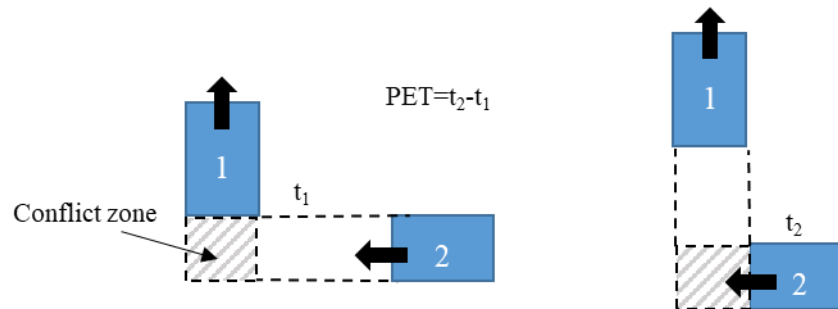 1
PET=t₂-t₁
1
t₁
Conflict zone
2
t₂
2